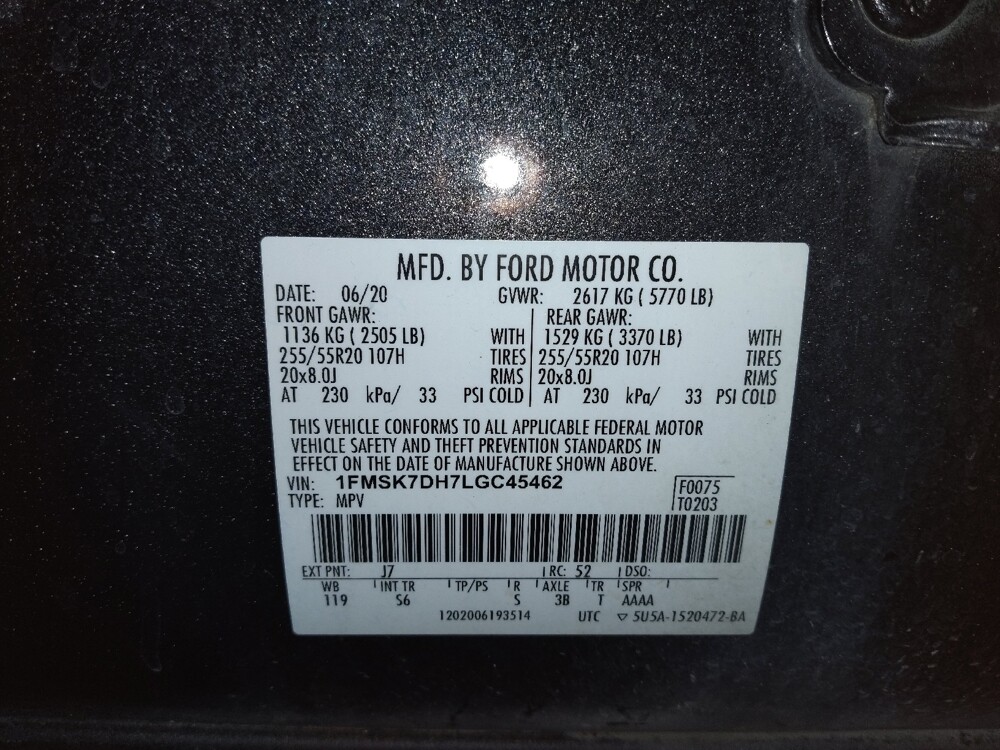 MFD. BY FORD MOTOR CO.
DATE: 06/20 GVWR: 2617 KG ( 5770 LB)
FRONT GAWR: REAR GAWR:
1136 KG ( 2505 LB) WITH 1529 KG ( 3370 LB) WITH
255/55R20 107H TIRES 255/55R20 107H TIRES
20x8.0J RIMS 20x8.0J RIMS
AT 230 kPa/ 33 PSI COLD AT 230 kPa/ 33 PSI COLD
THIS VEHICLE CONFORMS TO ALL APPLICABLE FEDERAL MOTOR
VEHICLE SAFETY AND THEFT PREVENTION STANDARDS IN
EFFECT ON THE DATE OF MANUFACTURE SHOWN ABOVE.
VIN: 1FMSK7DH7LGC45462 F0075
TYPE: MPV T0203
EXT PNT: J7 RC: 52 DSO:
WB INT TR TP/PS R AXLE TR SPR
119 S6 S 3B T AAAA
1202006193514 UTC ▽ 5U5A-1520472-BA